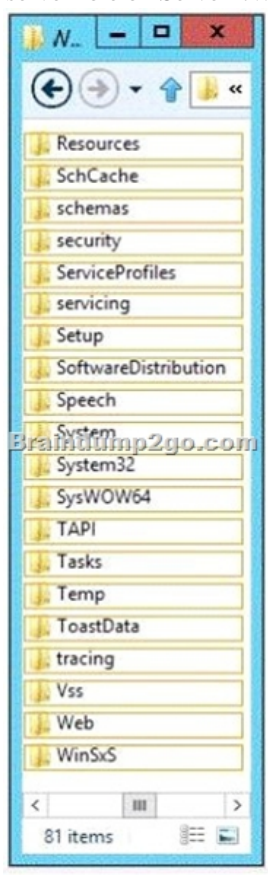 N...
«
Resources
SchCache
schemas
security
ServiceProfiles
servicing
Setup
SoftwareDistribution
Speech
System
Braindump2go.com
System32
SysWOW64
TAPI
Tasks
Temp
ToastData
tracing
Vss
Web
WinSxS
81 items